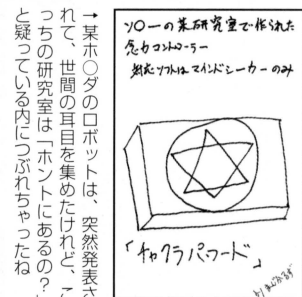 ソ○ーの某研究室で作られた
念力コントローラー
対応ソフトはマインドシーカーのみ
「チャクラパワード」
→某ホ○ダのロボットは、突然発表さ
れて、世間の耳目を集めたけれど、こ
っちの研究室は「ホントにあるの？」
と疑っている内につぶれちゃったね